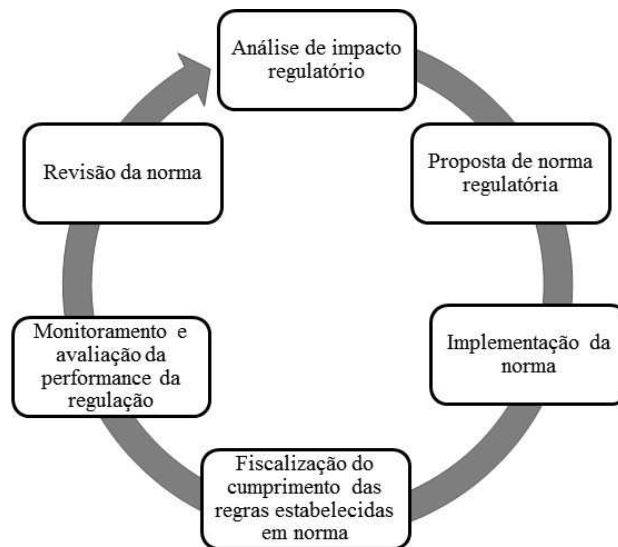 Análise de impacto
regulatório
Proposta de norma
regulatória
Implementação da
norma
Fiscalização do
cumprimento das
regras estabelecidas
em norma
Monitoramento e
avaliação da
performance da
regulação
Revisão da norma